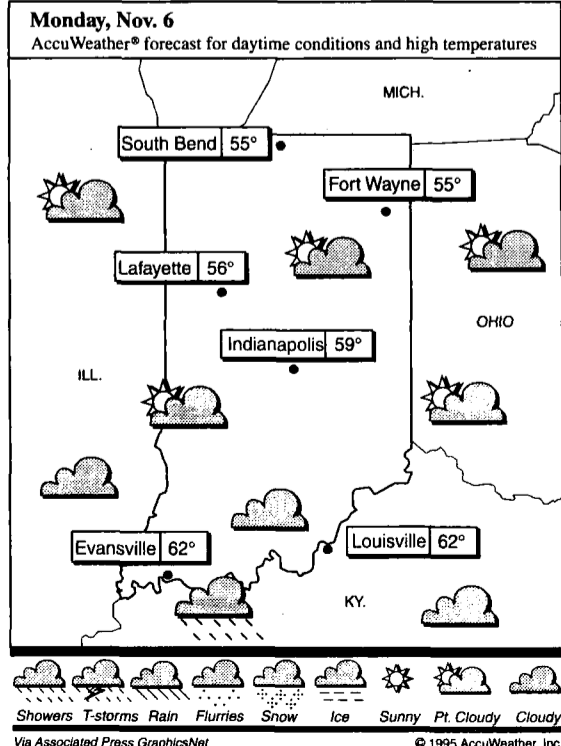 Monday, Nov. 6
AccuWeather® forecast for daytime conditions and high temperatures
MICH.
South Bend 55°
Fort Wayne 55°
Lafayette 56°
OHIO
Indianapolis 59°
ILL.
Evansville 62°
Louisville 62°
KY.
Showers T-storms Rain Flurries Snow Ice Sunny Pt. Cloudy Cloudy
Via Associated Press GraphicsNet © 1995 AccuWeather, Inc.